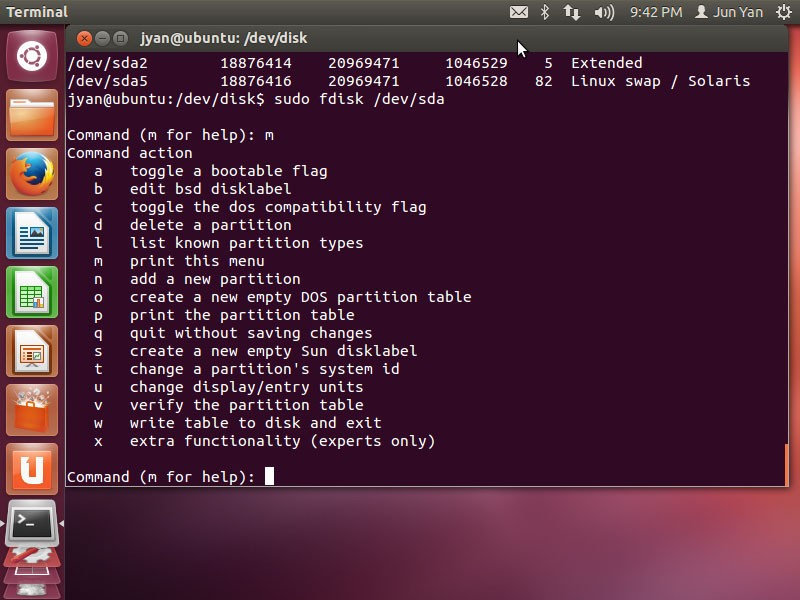 Terminal 9:42 PM Jun Yan
jyan@ubuntu: /dev/disk
/dev/sda2 18876414 20969471 1046529 5 Extended
/dev/sda5 18876416 20969471 1046528 82 Linux swap / Solaris
jyan@ubuntu:/dev/disk$ sudo fdisk /dev/sda
Command (m for help): m
Command action
a toggle a bootable flag
b edit bsd disklabel
c toggle the dos compatibility flag
d delete a partition
l list known partition types
m print this menu
n add a new partition
o create a new empty DOS partition table
p print the partition table
q quit without saving changes
s create a new empty Sun disklabel
t change a partition's system id
u change display/entry units
v verify the partition table
w write table to disk and exit
x extra functionality (experts only)
Command (m for help):